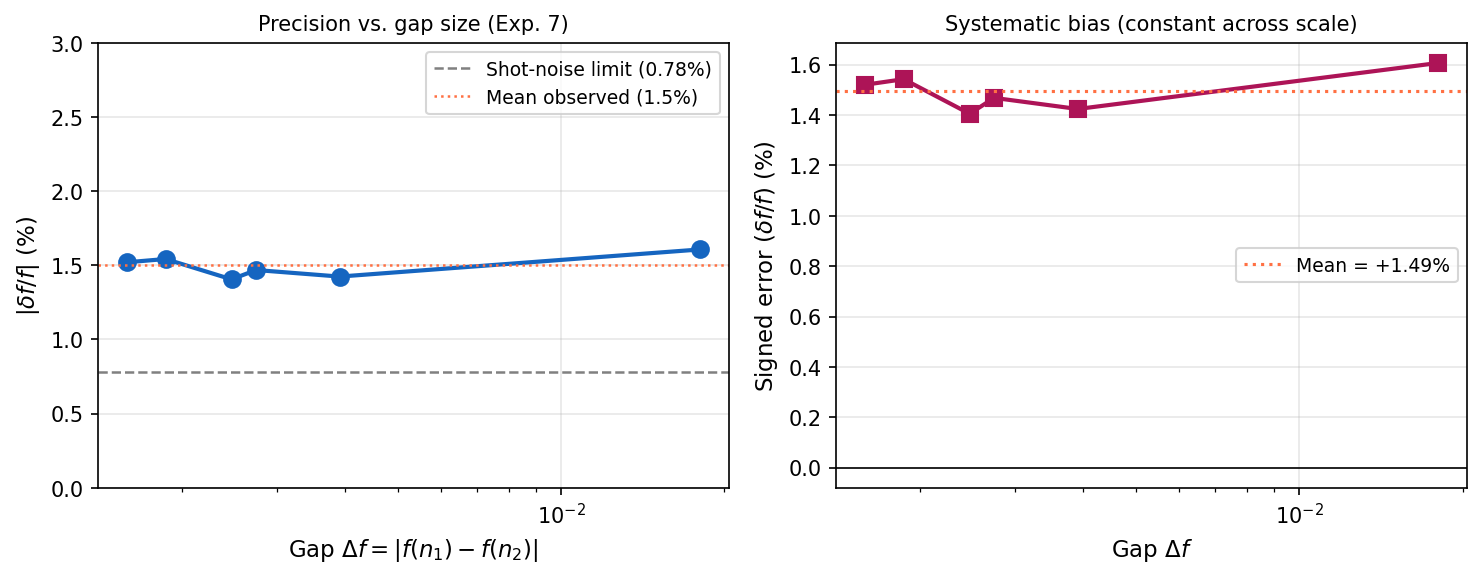 Precision vs. gap size (Exp. 7)
3.0
2.5
2.0
1.5
1.0
0.5
0.0
|δf/f| (%)
Shot-noise limit (0.78%)
Mean observed (1.5%)
10⁻²
Gap Δf = |f(n₁) − f(n₂)|
Systematic bias (constant across scale)
1.6
1.4
1.2
1.0
0.8
0.6
0.4
0.2
0.0
Signed error (δf/f) (%)
Mean = +1.49%
10⁻²
Gap Δf